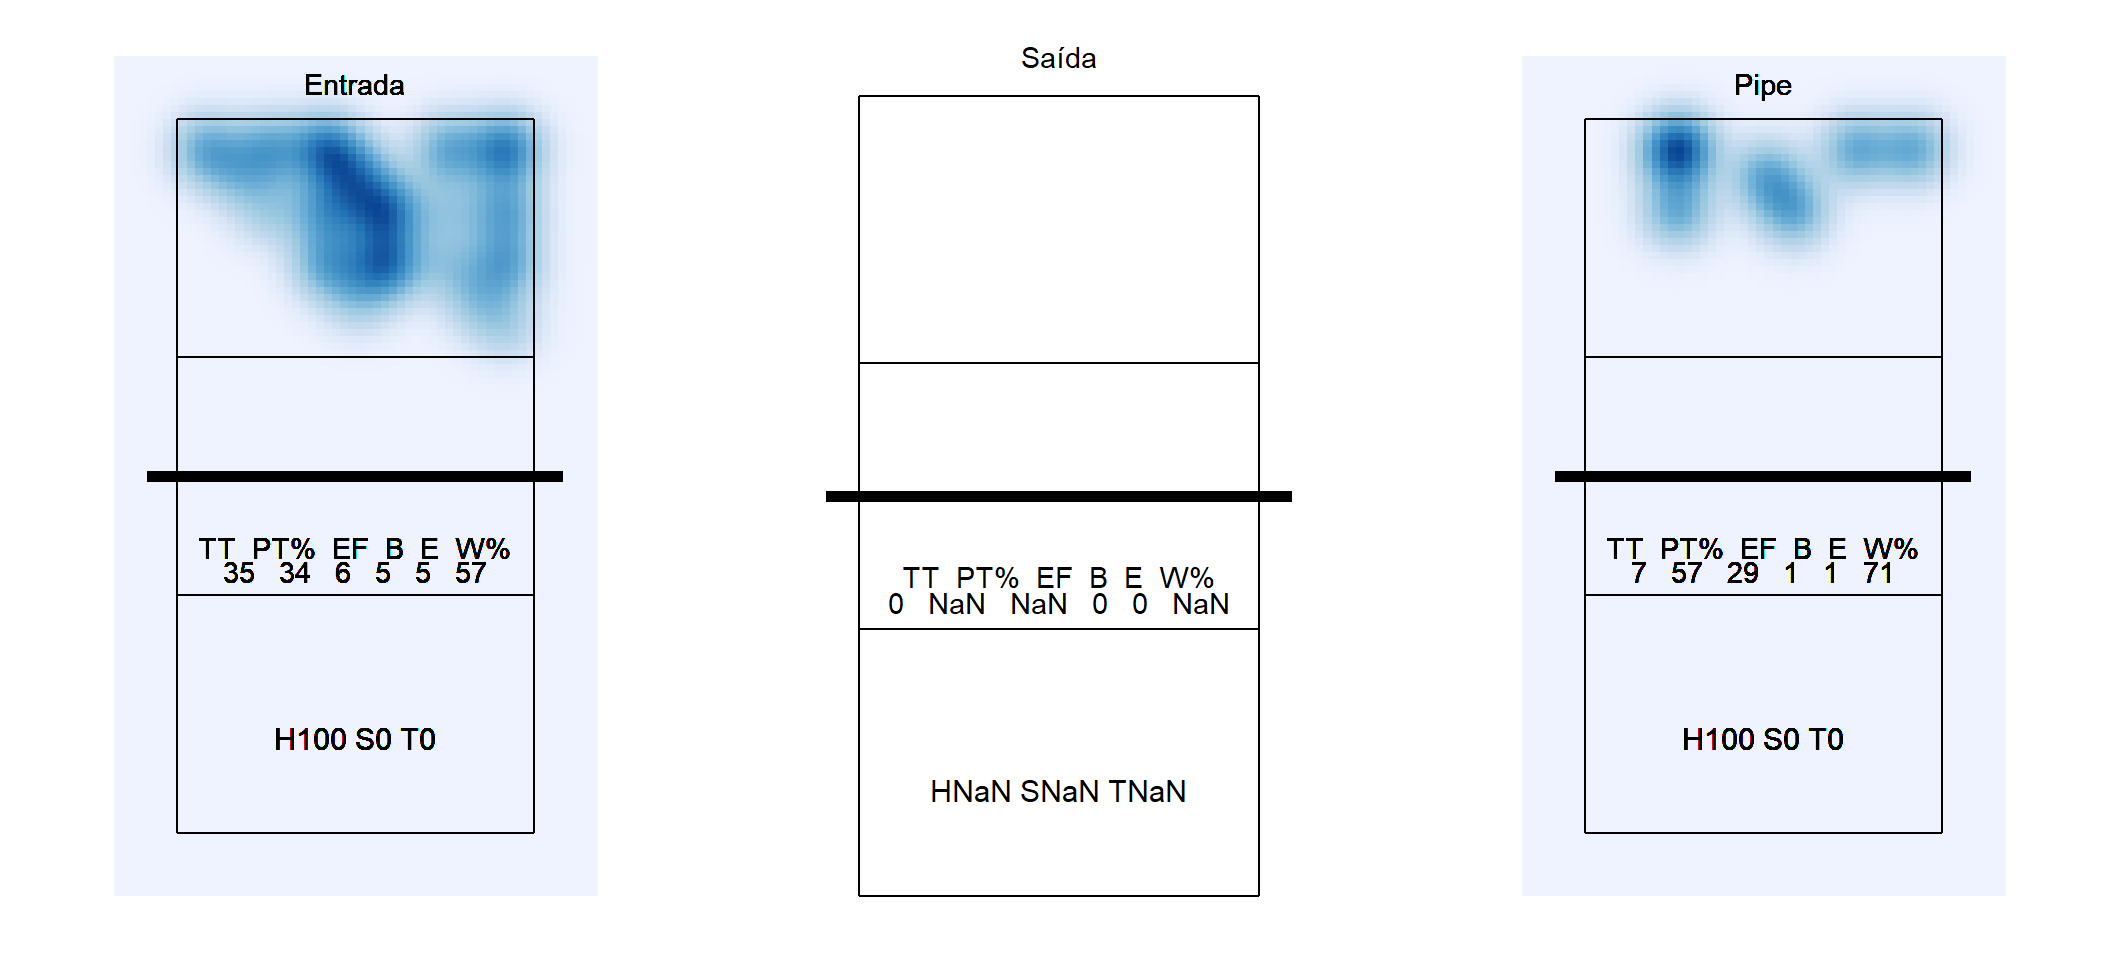 Entrada
TT PT% EF B E W%
35 34 6 5 5 57
H100 S0 T0
Saída
TT PT% EF B E W%
0 NaN NaN 0 0 NaN
HNaN SNaN TNaN
Pipe
TT PT% EF B E W%
7 57 29 1 1 71
H100 S0 T0